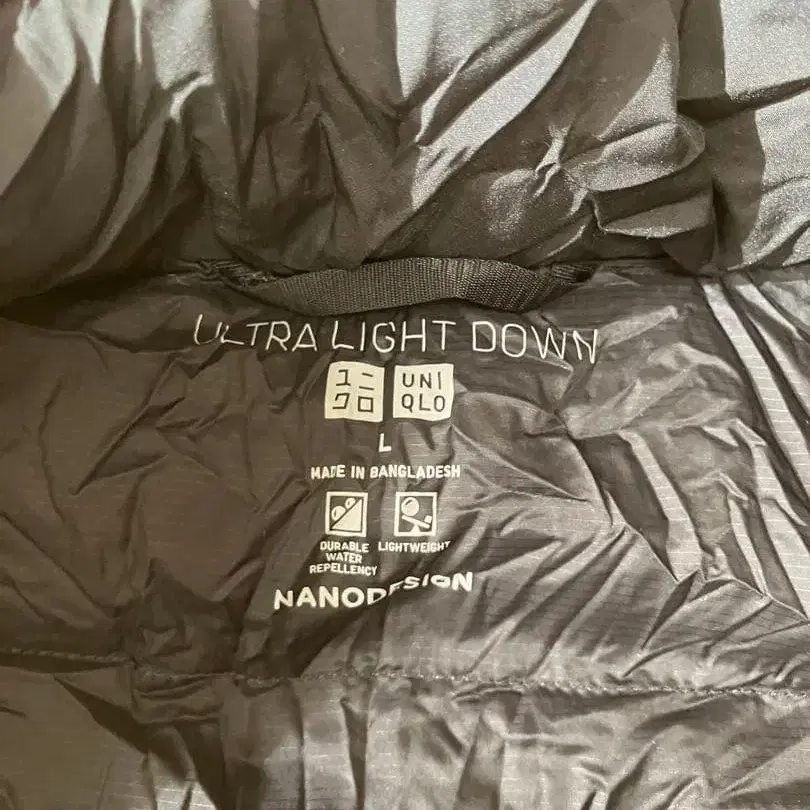 ULTRA LIGHT DOWN
ユニ UNI
クロ QLO
L
MADE IN BANGLADESH
DURABLE WATER REPELLENCY
LIGHTWEIGHT
NANODESIGN